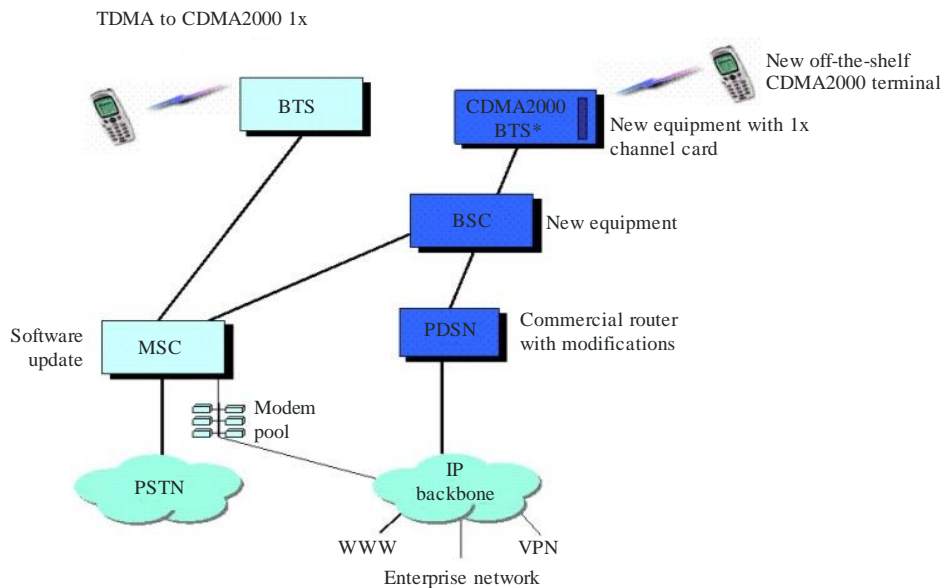 TDMA to CDMA2000 1x
New off-the-shelf
CDMA2000 terminal
BTS
CDMA2000
BTS*
New equipment with 1x
channel card
BSC
New equipment
Software
update
MSC
PDSN
Commercial router
with modifications
Modem
pool
PSTN
IP
backbone
WWW
VPN
Enterprise network